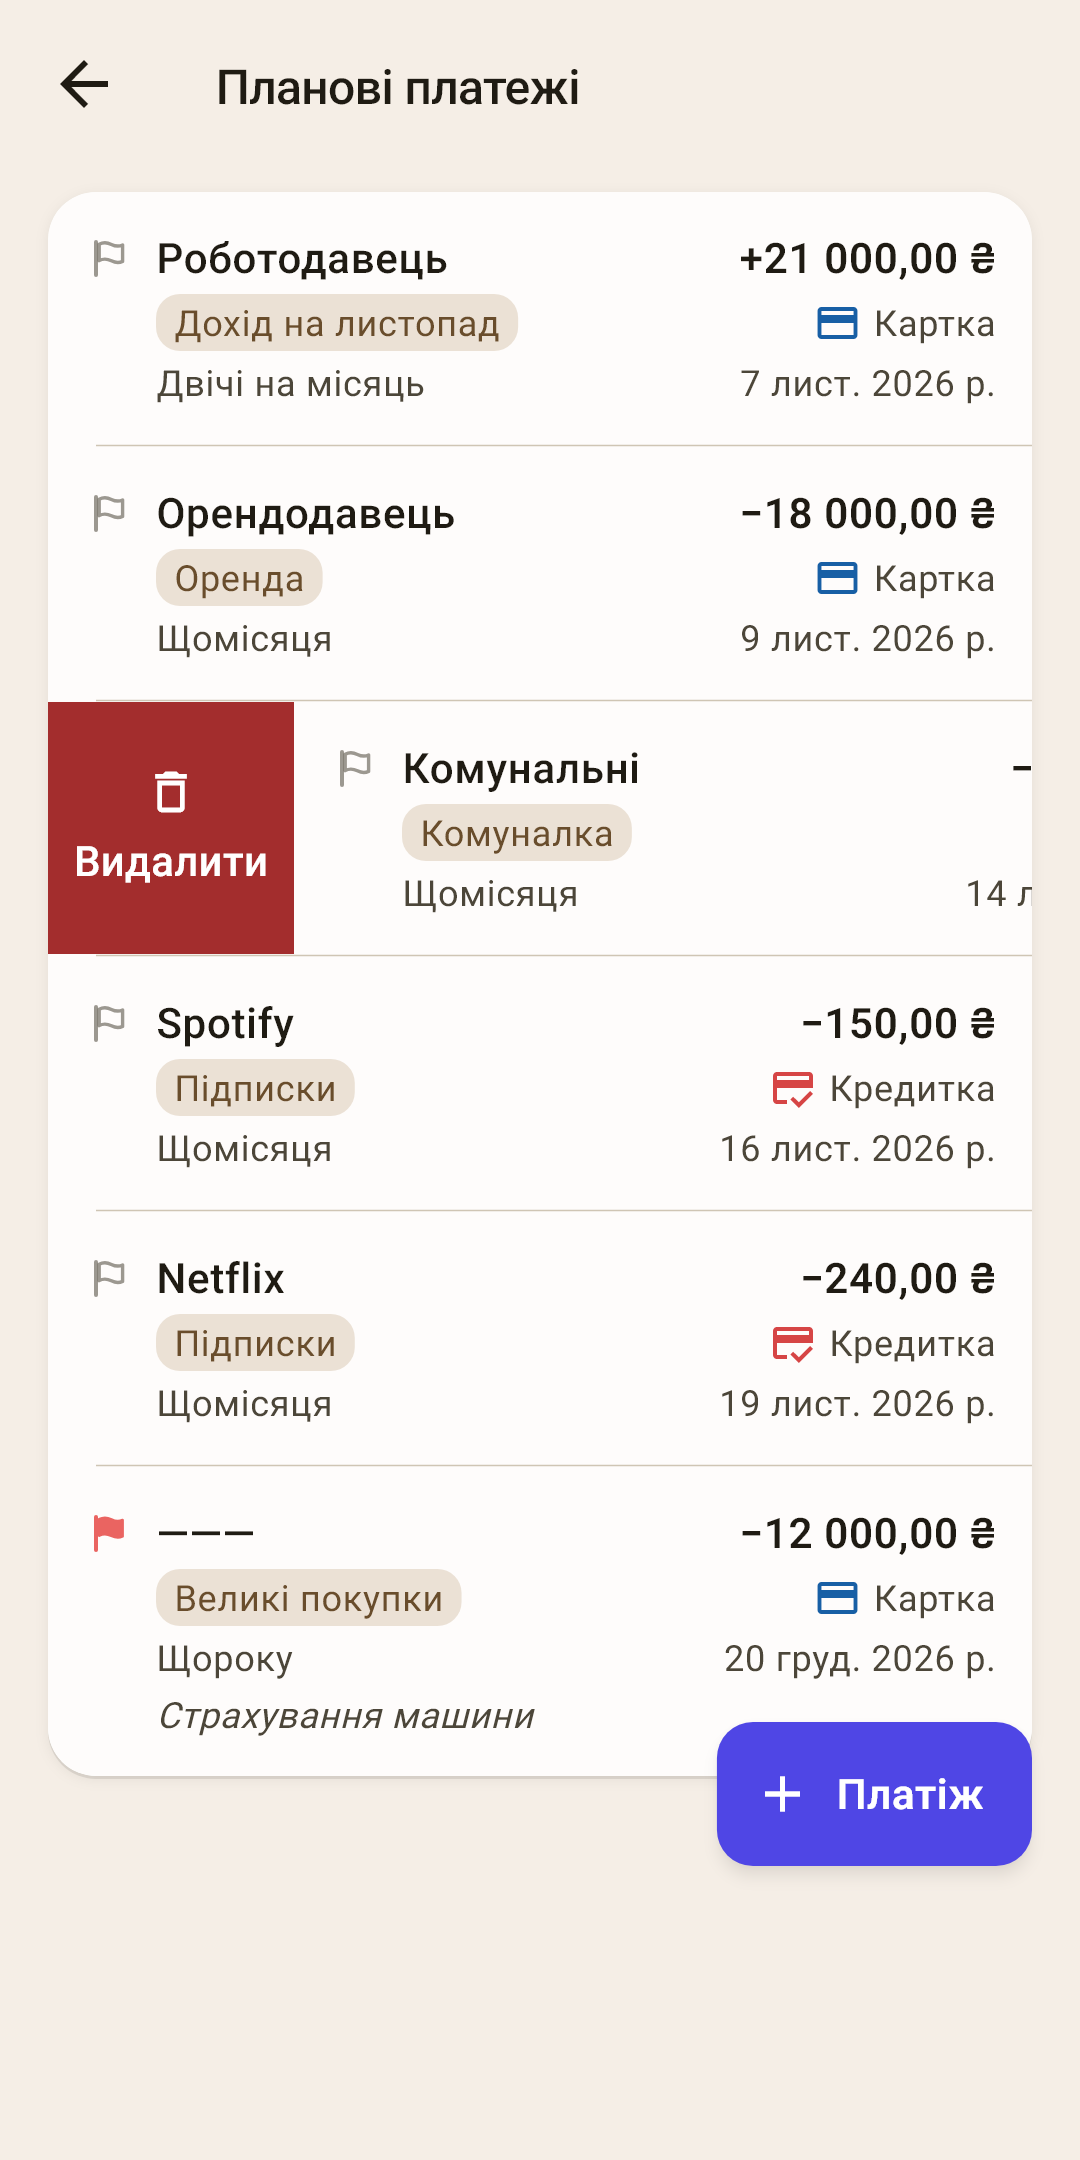 Планові платежі
Роботодавець +21 000,00 ₴
Дохід на листопад Картка
Двічі на місяць 7 лист. 2026 р.
Орендодавець −18 000,00 ₴
Оренда Картка
Щомісяця 9 лист. 2026 р.
Комунальні −
Комуналка
Видалити
Щомісяця 14 л
Spotify −150,00 ₴
Підписки Кредитка
Щомісяця 16 лист. 2026 р.
Netflix −240,00 ₴
Підписки Кредитка
Щомісяця 19 лист. 2026 р.
——— −12 000,00 ₴
Великі покупки Картка
Щороку 20 груд. 2026 р.
Страхування машини
+ Платіж